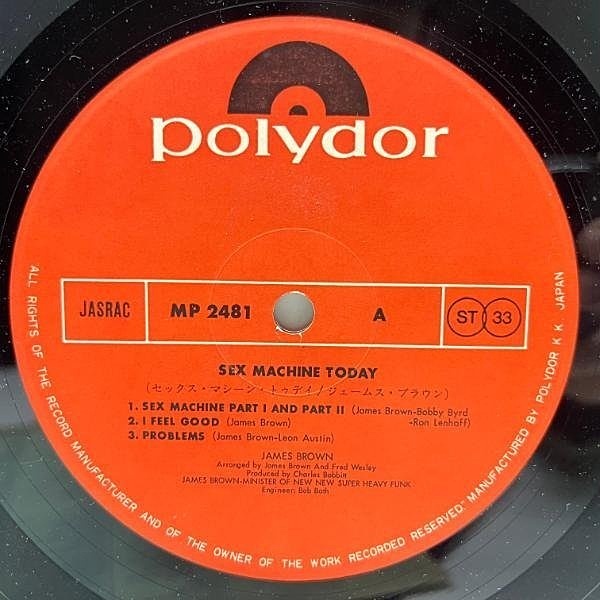 polydor
JASRAC MP 2481 A ST 33
SEX MACHINE TODAY
(セックス・マシーン・トゥデイ/ジェームス・ブラウン)
1. SEX MACHINE PART I AND PART II (James Brown-Bobby Byrd
-Ron Lenhoff)
2. I FEEL GOOD (James Brown)
3. PROBLEMS (James Brown-Leon Austin)
JAMES BROWN
Arranged by James Brown And Fred Wesley
Produced by Charles Bobbin
JAMES BROWN-MINISTER OF NEW NEW SUPER HEAVY FUNK
Engineer: Bob Both
ALL RIGHTS OF THE RECORD MANUFACTURER AND OF THE OWNER OF THE WORK RECORDED RESERVED: MANUFACTURED BY POLYDOR K K JAPAN